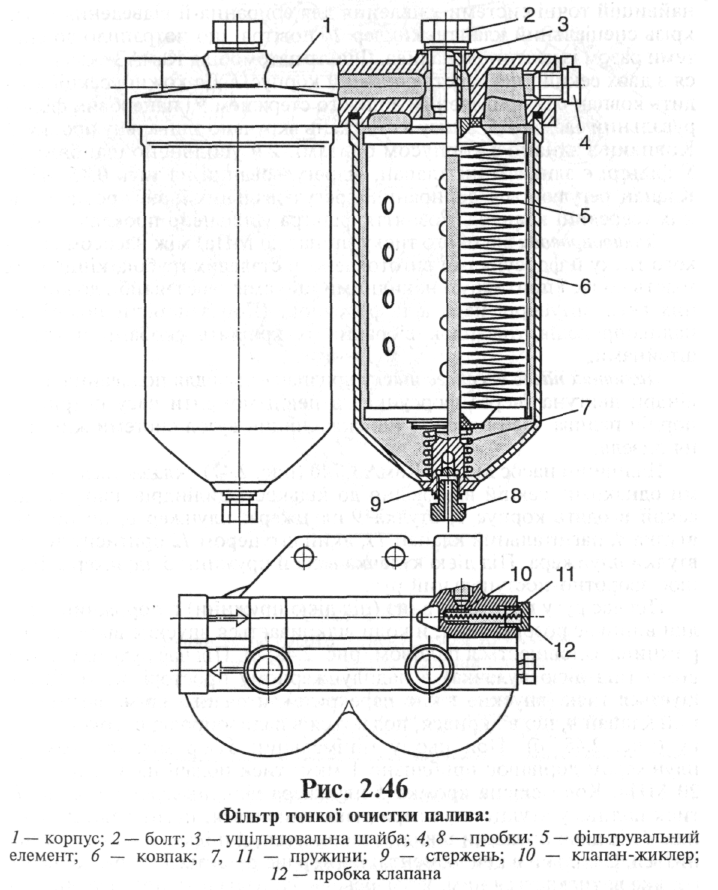 1
2
3
4
5
6
7
8
9
10
11
12
Рис. 2.46
Фільтр тонкої очистки палива:
1 — корпус; 2 — болт; 3 — ущільнювальна шайба; 4, 8 — пробки; 5 — фільтрувальний
елемент; 6 — ковпак; 7, 11 — пружини; 9 — стержень; 10 — клапан-жиклер;
12 — пробка клапана